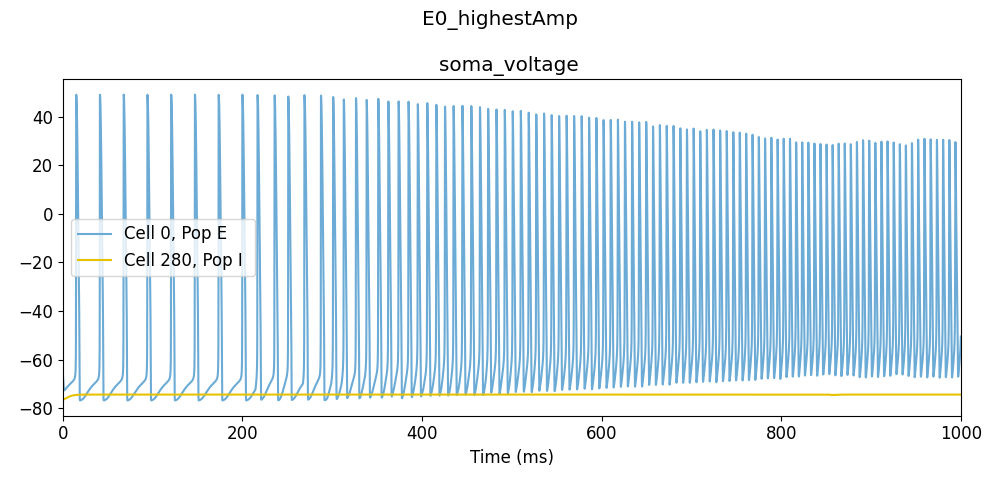 E0_highestAmp
soma_voltage
40
20
0
−20
−40
−60
−80
Cell 0, Pop E
Cell 280, Pop I
0 200 400 600 800 1000
Time (ms)